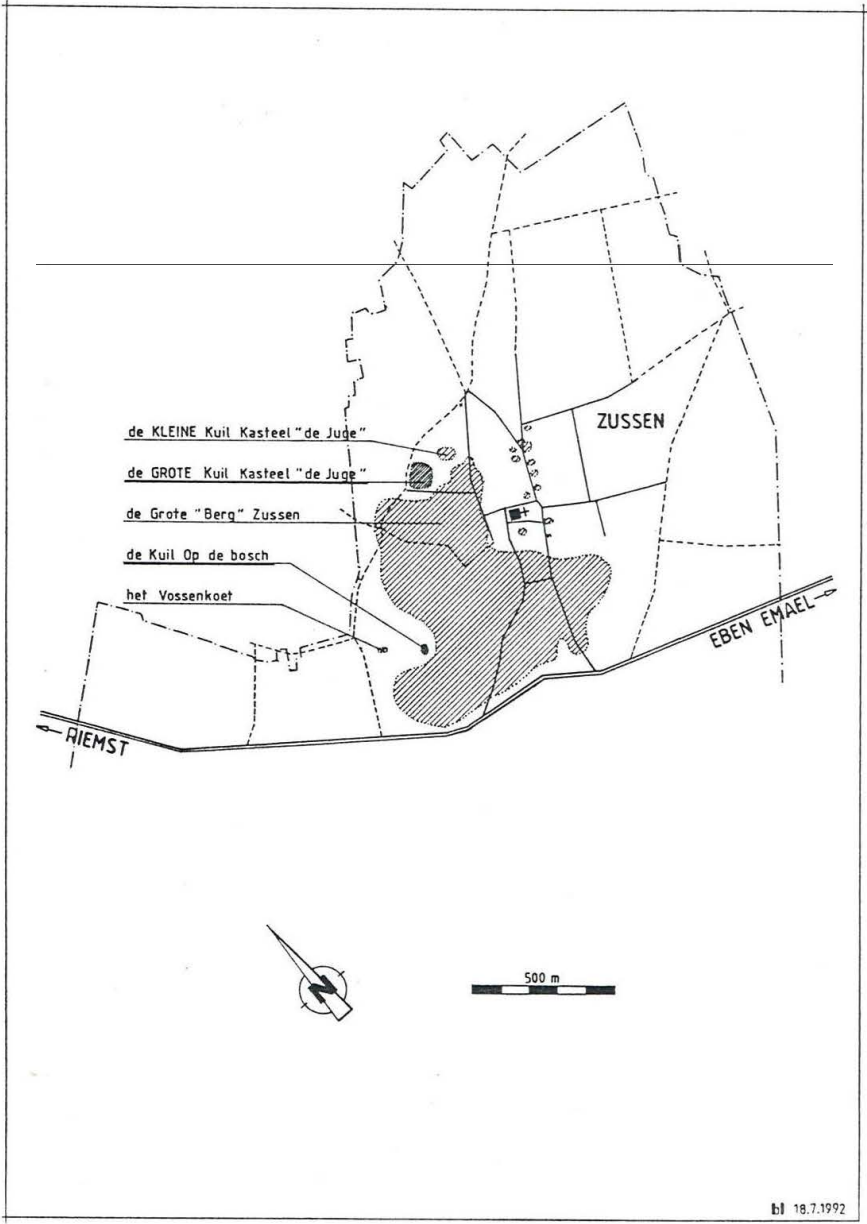 de KLEINE Kuil Kasteel "de Juge"
ZUSSEN
de GROTE Kuil Kasteel "de Juge"
de Grote "Berg" Zussen
de Kuil Op de bosch
het Vossenkoet
EBEN EMAEL
RIEMST
N
500 m
bl 18.7.1992